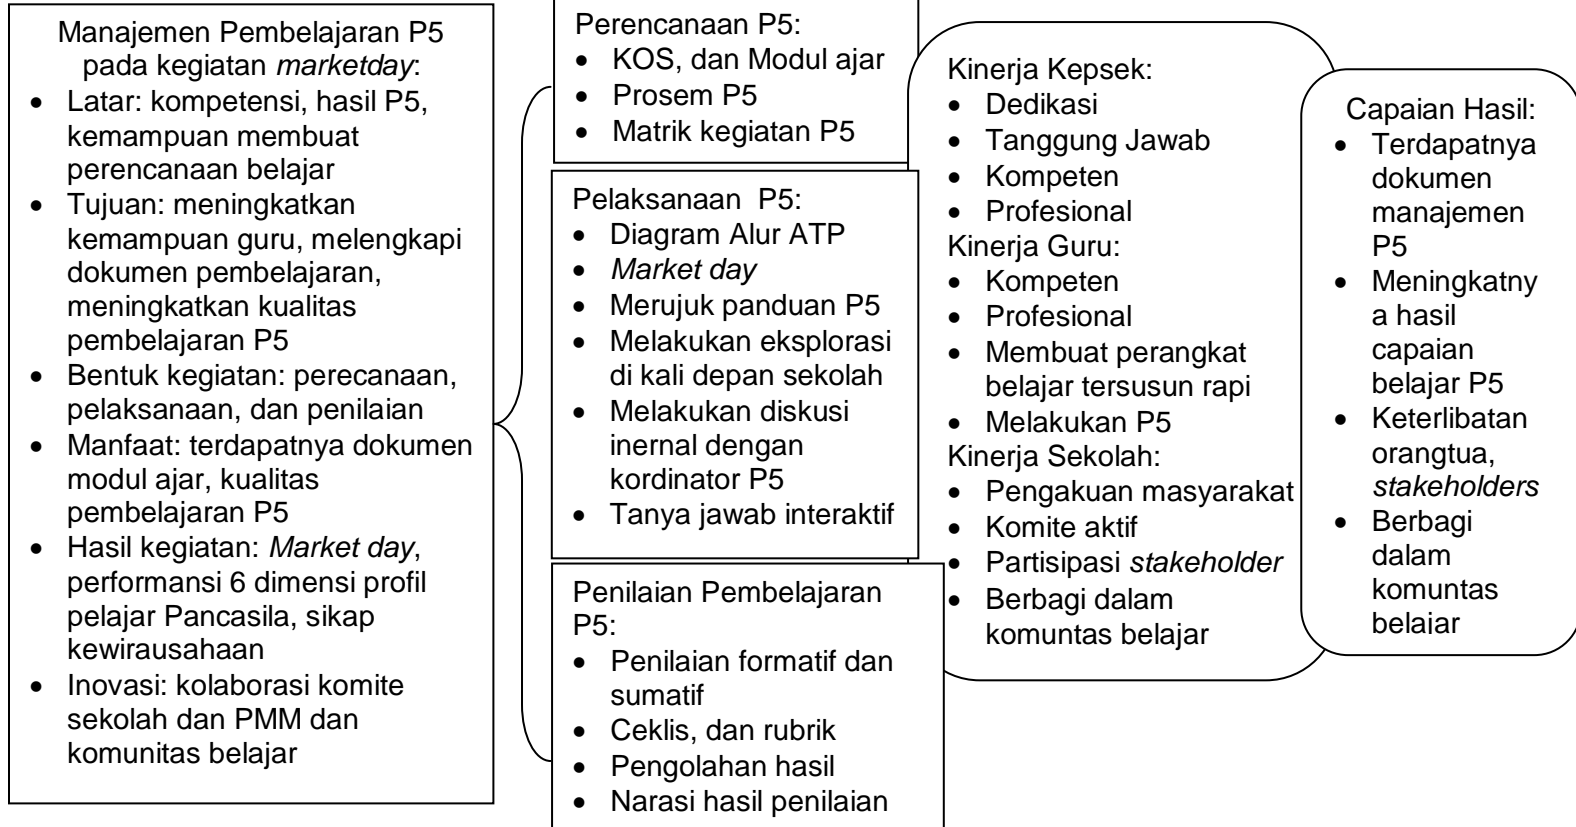 Manajemen Pembelajaran P5
pada kegiatan marketday:
• Latar: kompetensi, hasil P5,
kemampuan membuat
perencanaan belajar
• Tujuan: meningkatkan
kemampuan guru, melengkapi
dokumen pembelajaran,
meningkatkan kualitas
pembelajaran P5
• Bentuk kegiatan: perecanaan,
pelaksanaan, dan penilaian
• Manfaat: terdapatnya dokumen
modul ajar, kualitas
pembelajaran P5
• Hasil kegiatan: Market day,
performansi 6 dimensi profil
pelajar Pancasila, sikap
kewirausahaan
• Inovasi: kolaborasi komite
sekolah dan PMM dan
komunitas belajar
Perencanaan P5:
• KOS, dan Modul ajar
• Prosem P5
• Matrik kegiatan P5
Pelaksanaan P5:
• Diagram Alur ATP
• Market day
• Merujuk panduan P5
• Melakukan eksplorasi
di kali depan sekolah
• Melakukan diskusi
inernal dengan
kordinator P5
• Tanya jawab interaktif
Penilaian Pembelajaran
P5:
• Penilaian formatif dan
sumatif
• Ceklis, dan rubrik
• Pengolahan hasil
• Narasi hasil penilaian
Kinerja Kepsek:
• Dedikasi
• Tanggung Jawab
• Kompeten
• Profesional
Kinerja Guru:
• Kompeten
• Profesional
• Membuat perangkat
belajar tersusun rapi
• Melakukan P5
Kinerja Sekolah:
• Pengakuan masyarakat
• Komite aktif
• Partisipasi stakeholder
• Berbagi dalam
komuntas belajar
Capaian Hasil:
• Terdapatnya
dokumen
manajemen
P5
• Meningkatny
a hasil
capaian
belajar P5
• Keterlibatan
orangtua,
stakeholders
• Berbagi
dalam
komuntas
belajar